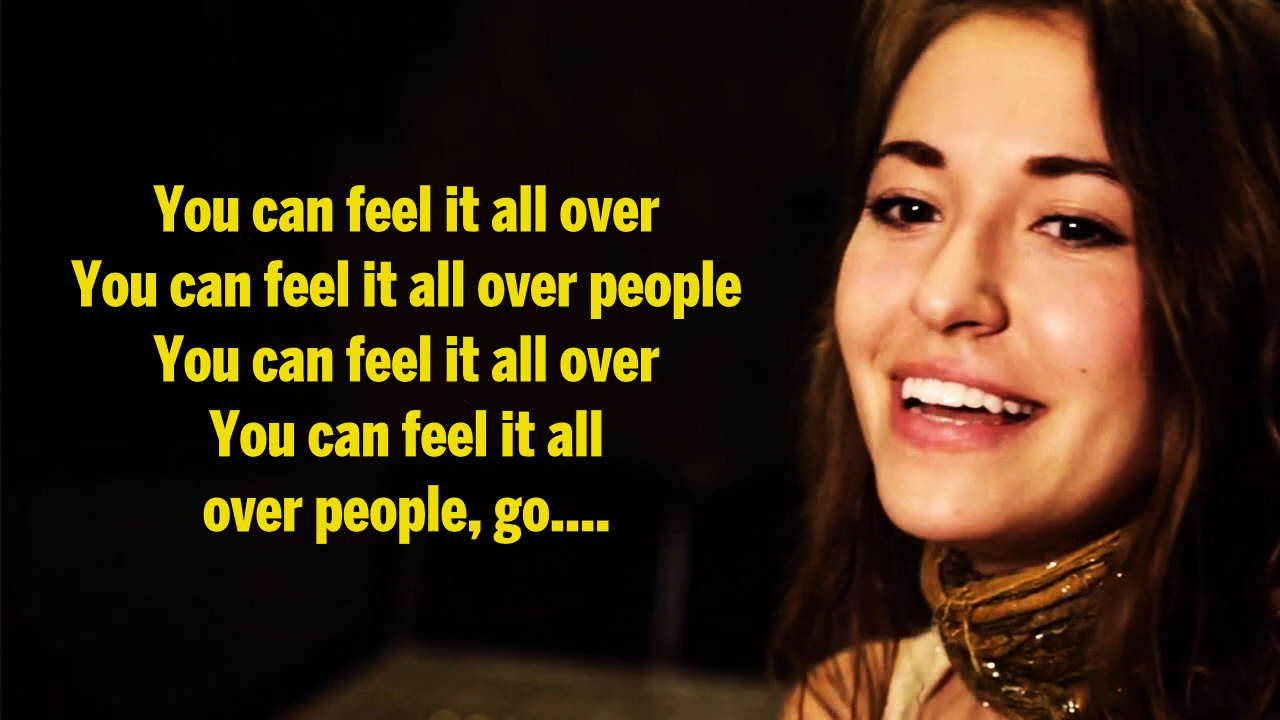 You can feel it all over
You can feel it all over people
You can feel it all over
You can feel it all
over people, go....